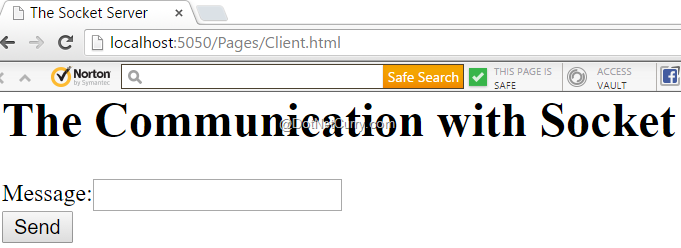 The Socket Server
localhost:5050/Pages/Client.html
Norton by Symantec Safe Search THIS PAGE IS SAFE ACCESS VAULT
The Communication with Socket
@DotNetCurry.com
Message:
Send